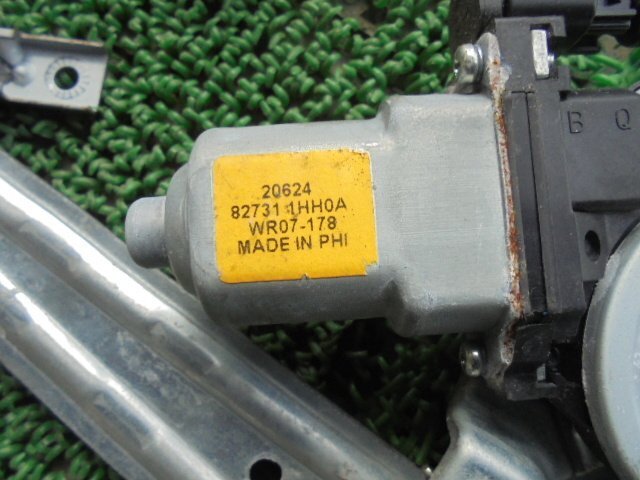 20624
82731 1HH0A
WR07-178
MADE IN PHI
B Q